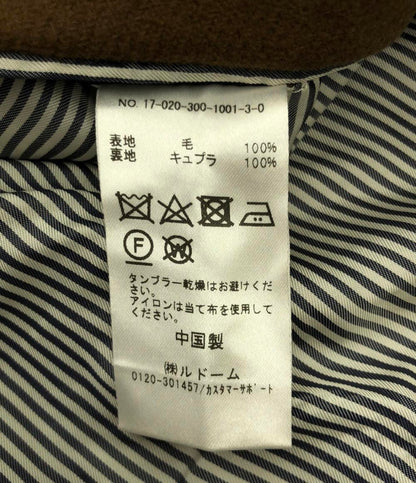 NO. 17-020-300-1001-3-0
表地 毛 100%
裏地 キュプラ 100%
F W
タンブラー乾燥はお避けくだ
さい。
アイロンは当て布を使用して
ください。
中国製
㈱ルドーム
0120-301457/カスタマーサポート